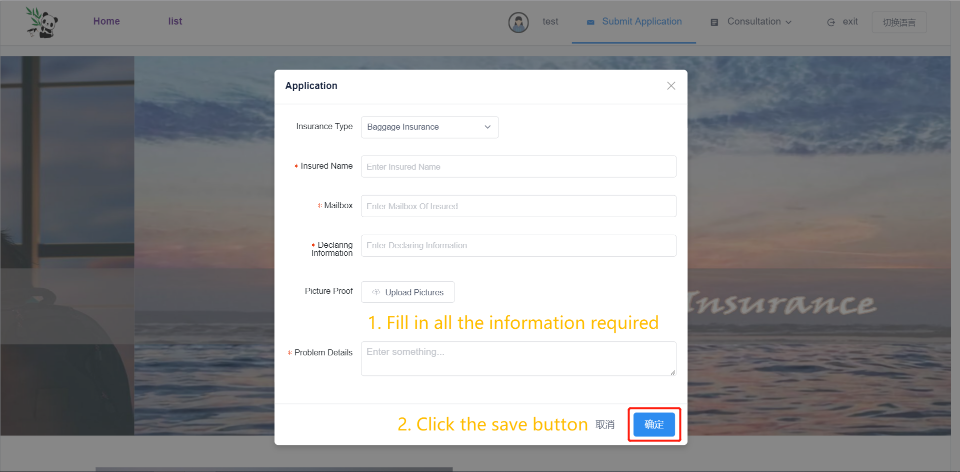 Home
list
test
Submit Application
Consultation
exit
切换语言
Application
Insurance Type
Baggage Insurance
* Insured Name
Enter Insured Name
* Mailbox
Enter Mailbox Of Insured
* Declaring
Information
Enter Declaring Information
Picture Proof
Upload Pictures
Insurance
1. Fill in all the information required
* Problem Details
Enter something...
2. Click the save button
取消
确定